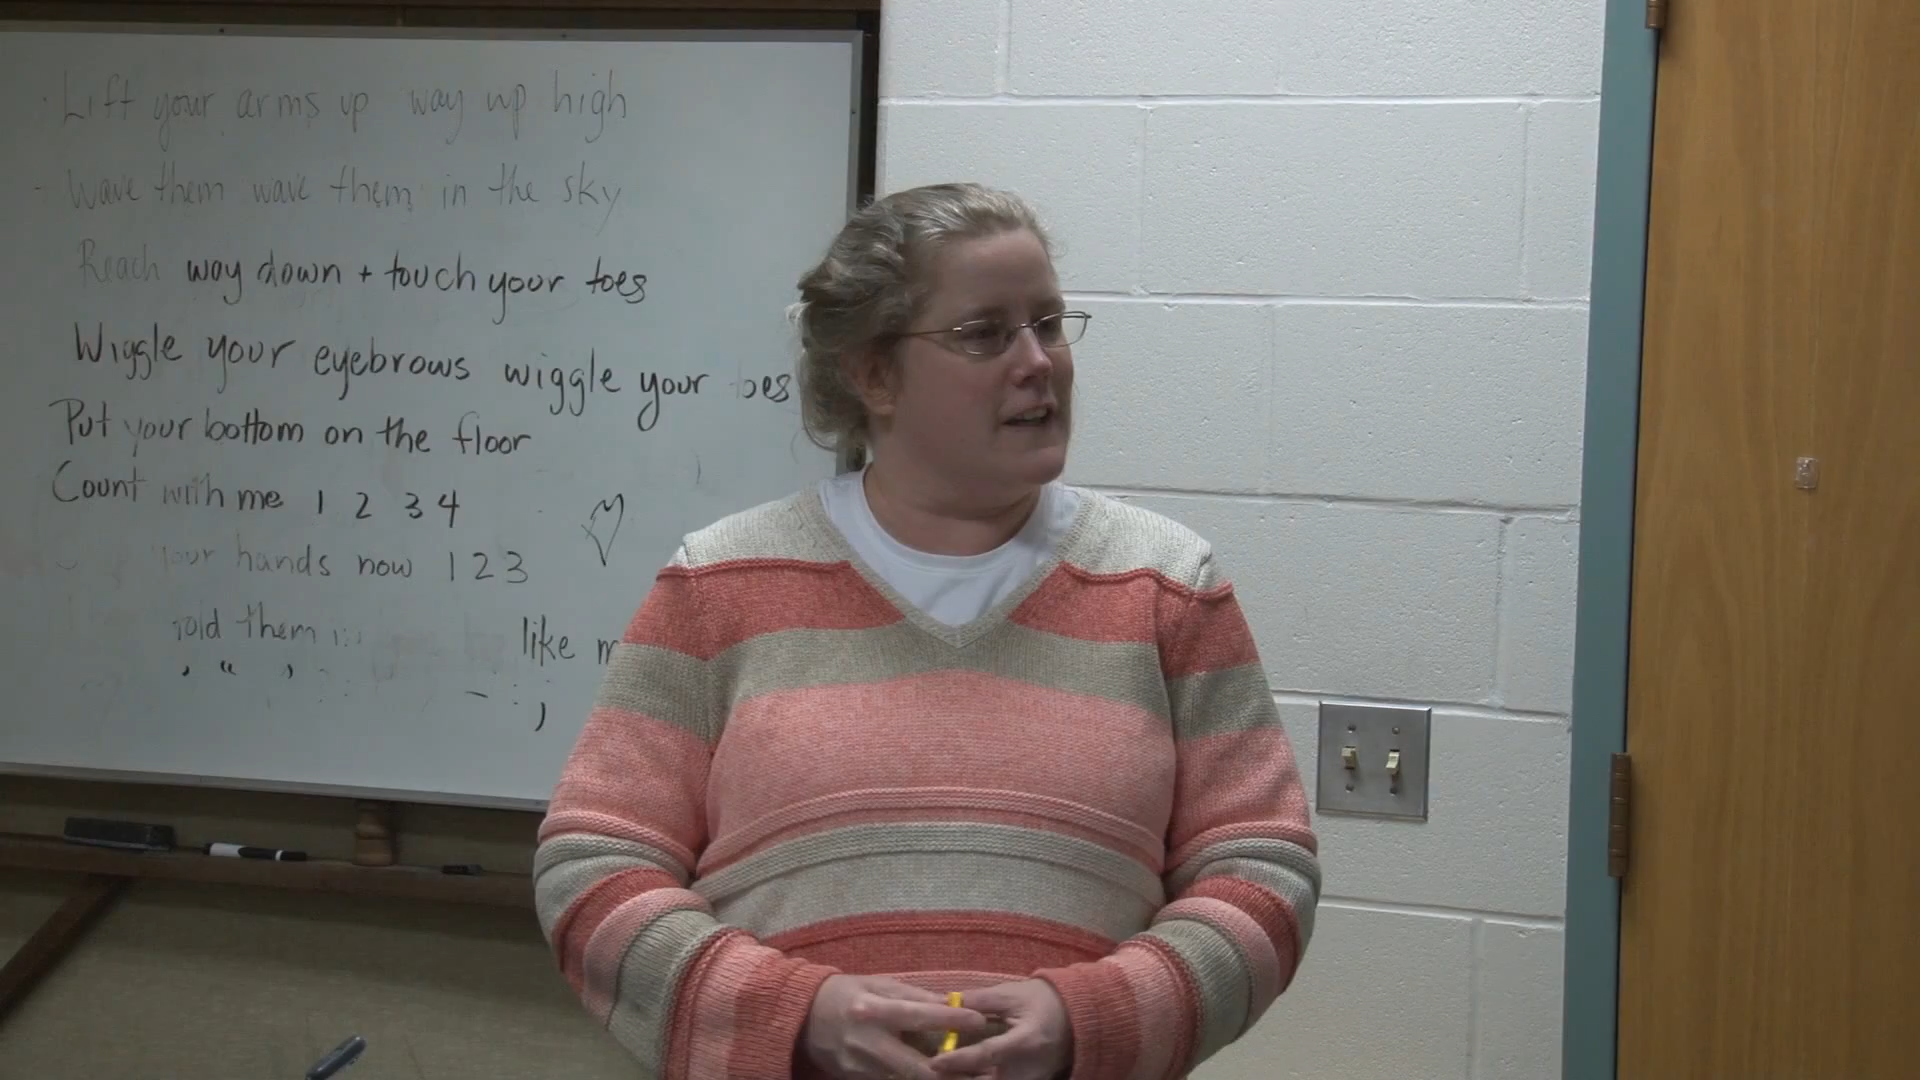 Lift your arms up way up high
Wave them wave them in the sky
Reach way down + touch your toes
Wiggle your eyebrows wiggle your toes
Put your bottom on the floor
Count with me 1 2 3 4
your hands now 1 2 3
them like